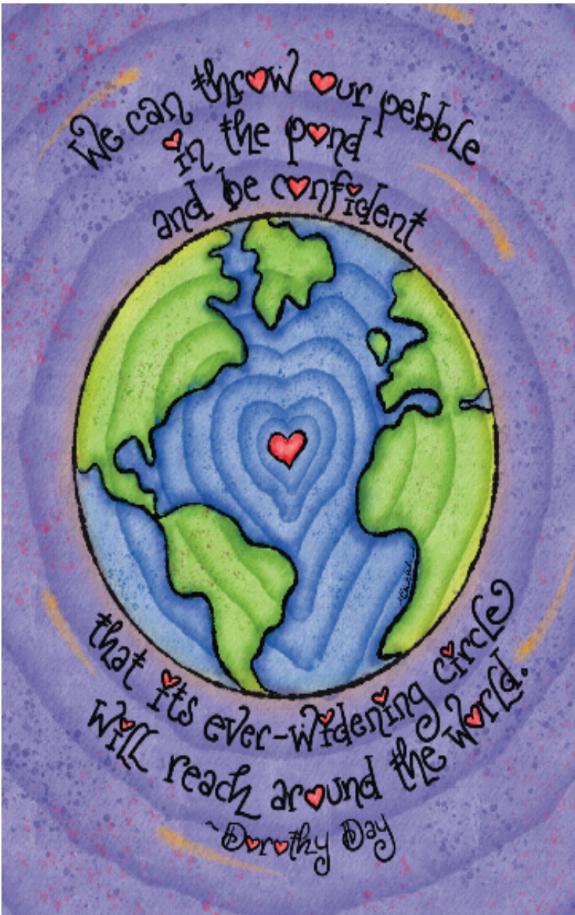 We can throw our pebble
in the pond
and be confident
that its ever-widening circle
will reach around the world.
~Dorothy Day